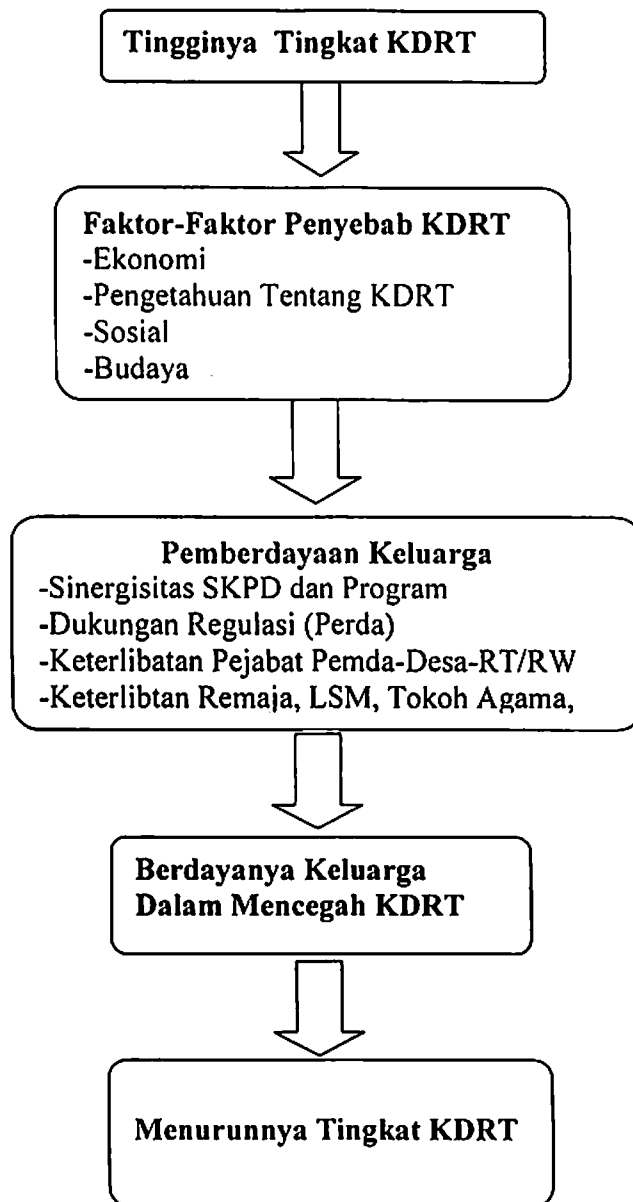 Tingginya Tingkat KDRT
Faktor-Faktor Penyebab KDRT
-Ekonomi
-Pengetahuan Tentang KDRT
-Sosial
-Budaya
Pemberdayaan Keluarga
-Sinergisitas SKPD dan Program
-Dukungan Regulasi (Perda)
-Keterlibatan Pejabat Pemda-Desa-RT/RW
-Keterlibtan Remaja, LSM, Tokoh Agama,
Berdayanya Keluarga
Dalam Mencegah KDRT
Menurunnya Tingkat KDRT